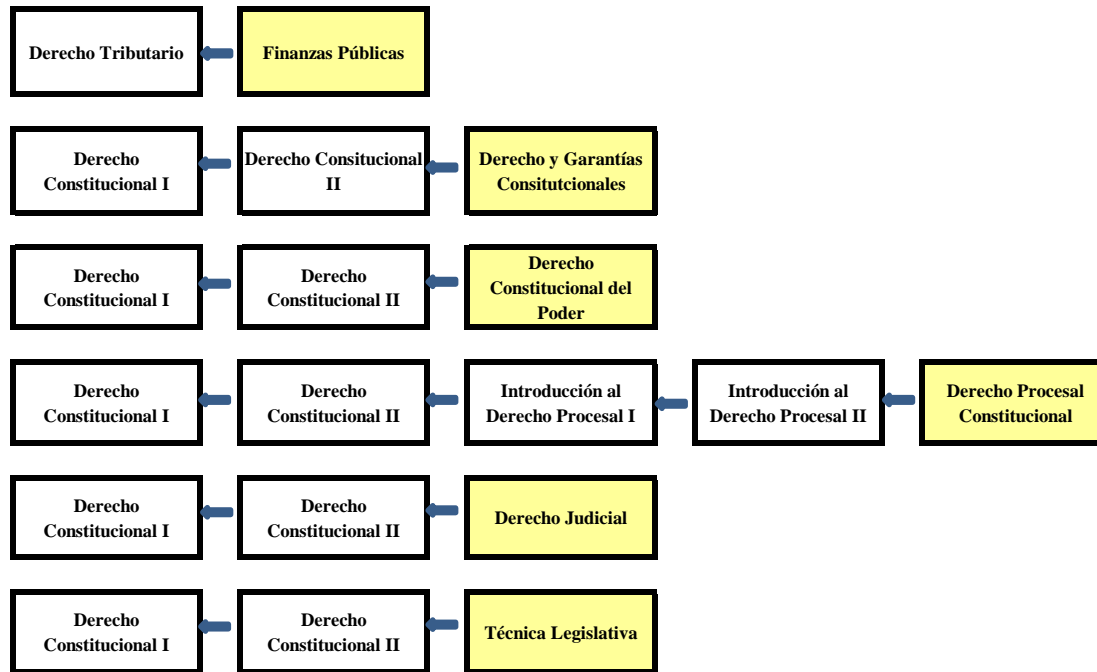 Derecho Tributario
Finanzas Públicas
Derecho
Constitucional I
Derecho Consitucional
II
Derecho y Garantías
Consitutcionales
Derecho
Constitucional I
Derecho
Constitucional II
Derecho
Constitucional del
Poder
Derecho
Constitucional I
Derecho
Constitucional II
Introducción al
Derecho Procesal I
Introducción al
Derecho Procesal II
Derecho Procesal
Constitucional
Derecho
Constitucional I
Derecho
Constitucional II
Derecho Judicial
Derecho
Constitucional I
Derecho
Constitucional II
Técnica Legislativa